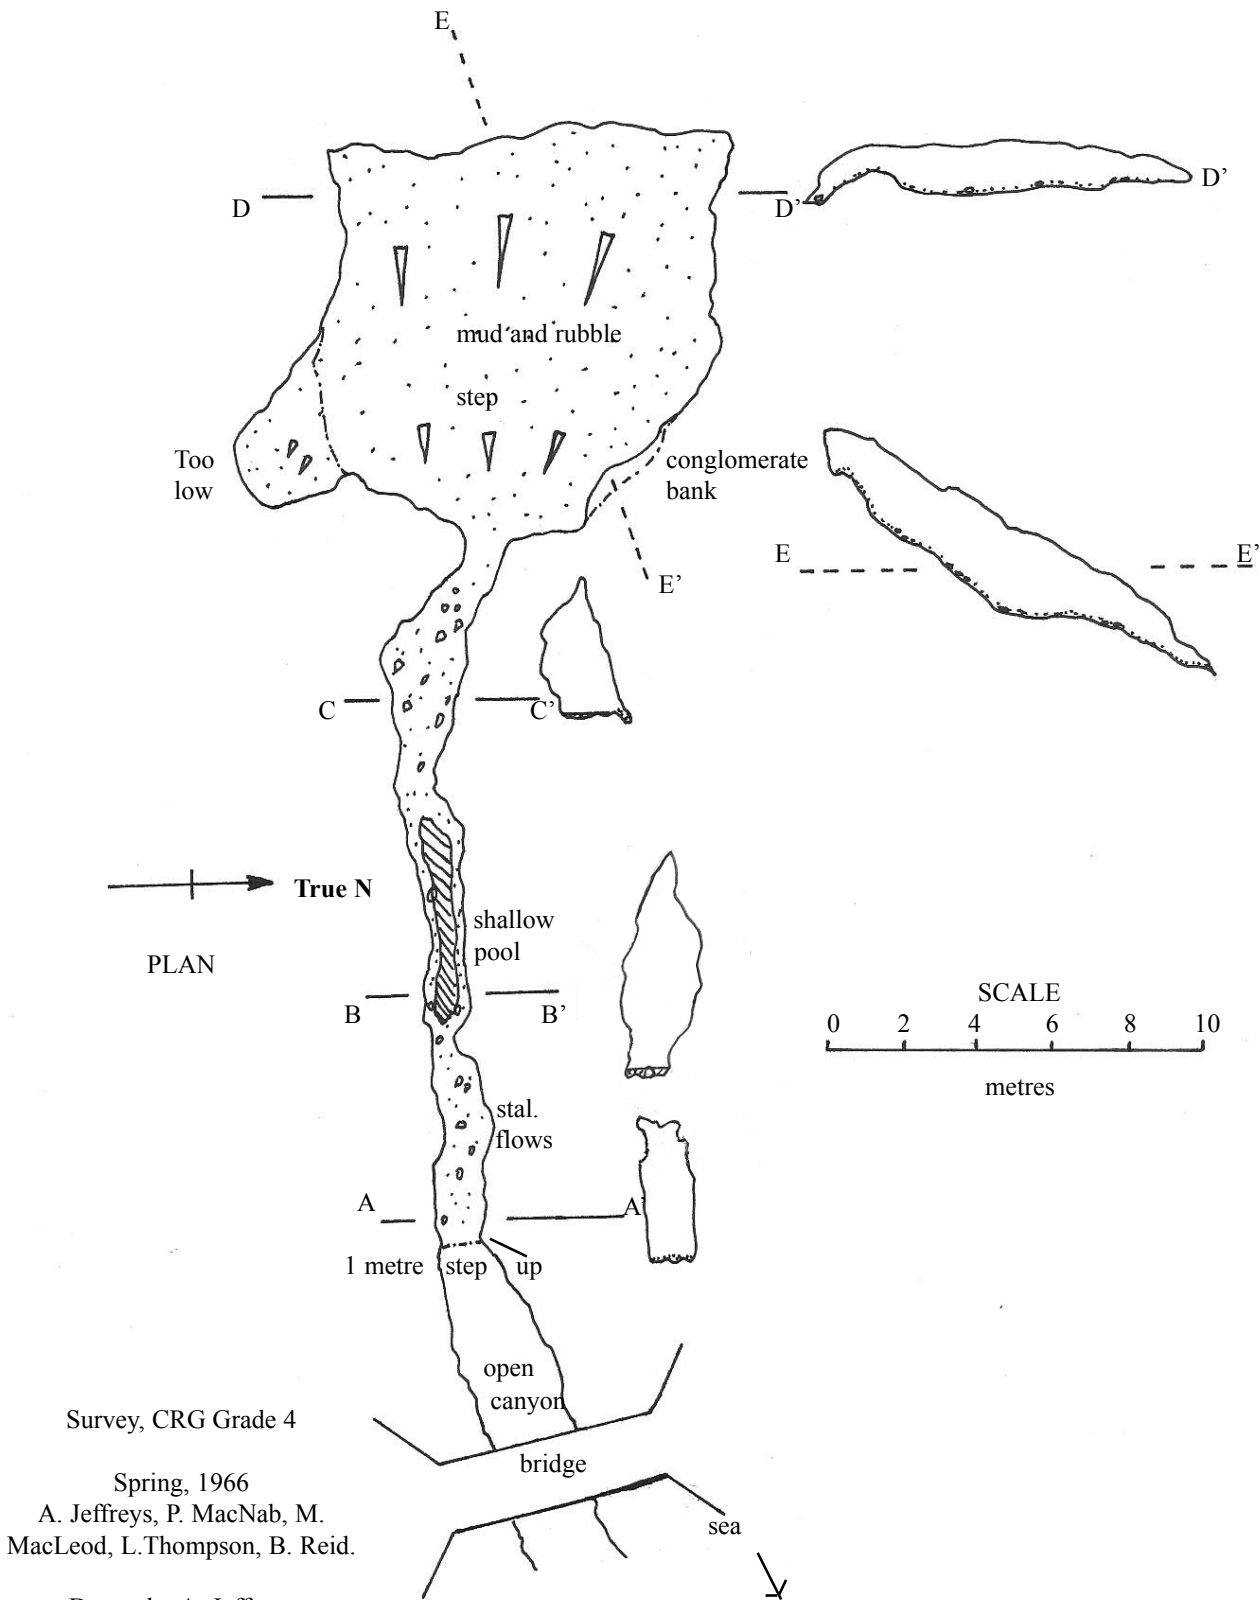 E
D
D’
D’
mud and rubble
step
Too
low
conglomerate
bank
E
E’
E’
C
C’
True N
PLAN
shallow
pool
B
B’
SCALE
0 2 4 6 8 10
metres
stal.
flows
A
A’
1 metre step up
open
canyon
bridge
sea
Survey, CRG Grade 4
Spring, 1966
A. Jeffreys, P. MacNab, M.
MacLeod, L.Thompson, B. Reid.